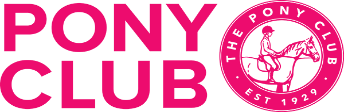 PONY
CLUB
THE PONY CLUB
· EST 1929 ·